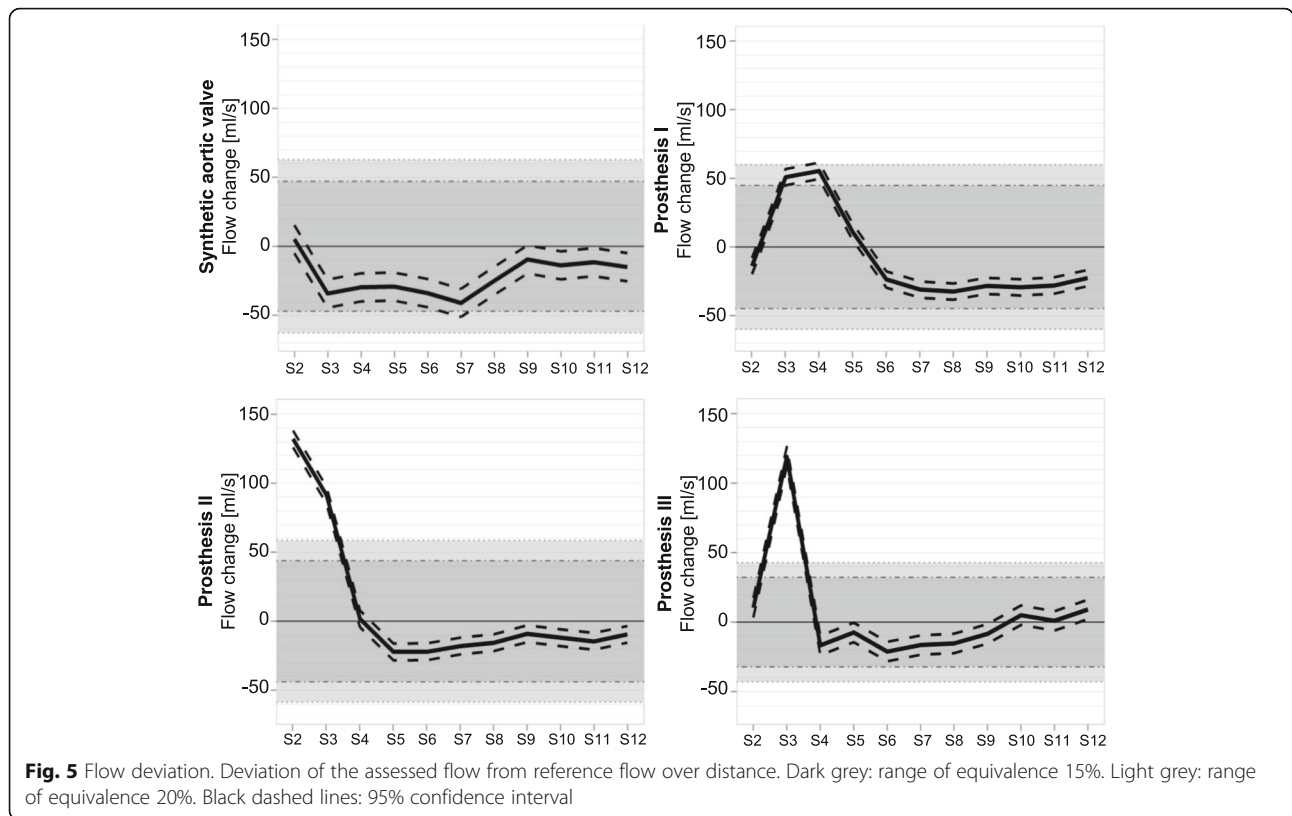 Synthetic aortic valve
Flow change [ml/s]
150
100
50
0
-50
S2 S3 S4 S5 S6 S7 S8 S9 S10 S11 S12
Prosthesis I
Flow change [ml/s]
150
100
50
0
-50
S2 S3 S4 S5 S6 S7 S8 S9 S10 S11 S12
Prosthesis II
Flow change [ml/s]
150
100
50
0
-50
S2 S3 S4 S5 S6 S7 S8 S9 S10 S11 S12
Prosthesis III
Flow change [ml/s]
150
100
50
0
-50
S2 S3 S4 S5 S6 S7 S8 S9 S10 S11 S12
Fig. 5 Flow deviation. Deviation of the assessed flow from reference flow over distance. Dark grey: range of equivalence 15%. Light grey: range
of equivalence 20%. Black dashed lines: 95% confidence interval